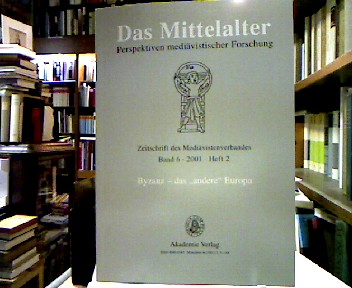 Das Mittelalter
Perspektiven mediävistischer Forschung
Zeitschrift des Mediävistenverbandes
Band 6 · 2001 Heft 2
Byzanz – das „andere“ Europa
Akademie Verlag